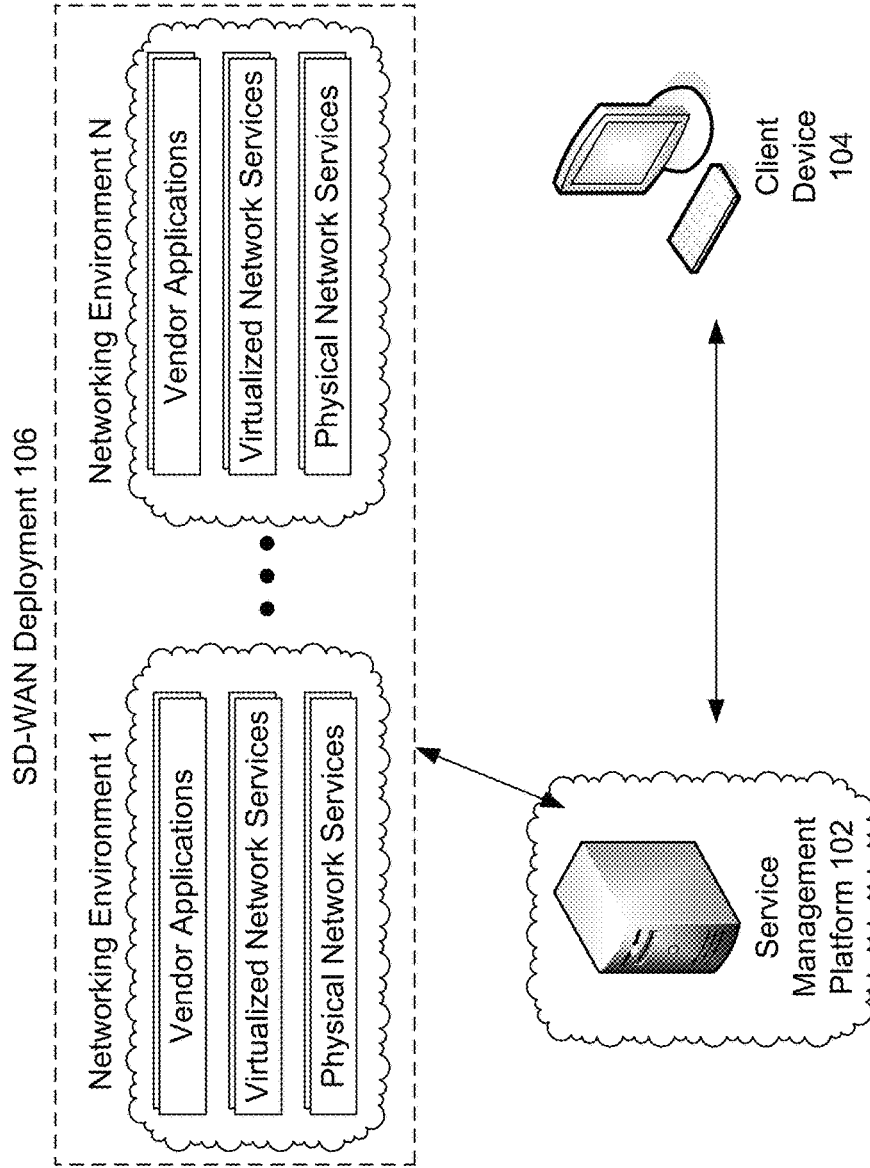 SD-WAN Deployment 106
Networking Environment 1
Vendor Applications
Virtualized Network Services
Physical Network Services
Networking Environment N
Vendor Applications
Virtualized Network Services
Physical Network Services
Service
Management
Platform 102
Client
Device
104